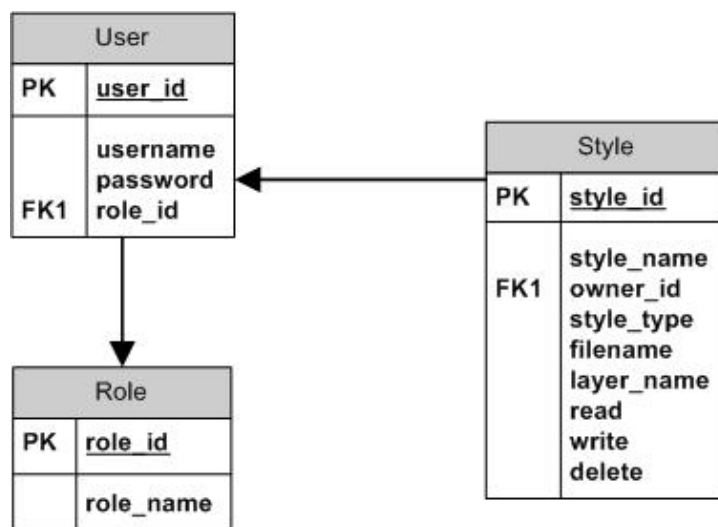 User
PK user_id
username
password
FK1 role_id
Style
PK style_id
style_name
FK1 owner_id
style_type
filename
layer_name
read
write
delete
Role
PK role_id
role_name